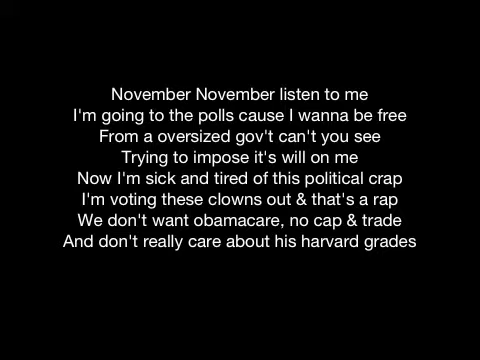 November November listen to me
I'm going to the polls cause I wanna be free
From a oversized gov't can't you see
Trying to impose it's will on me
Now I'm sick and tired of this political crap
I'm voting these clowns out & that's a rap
We don't want obamacare, no cap & trade
And don't really care about his harvard grades